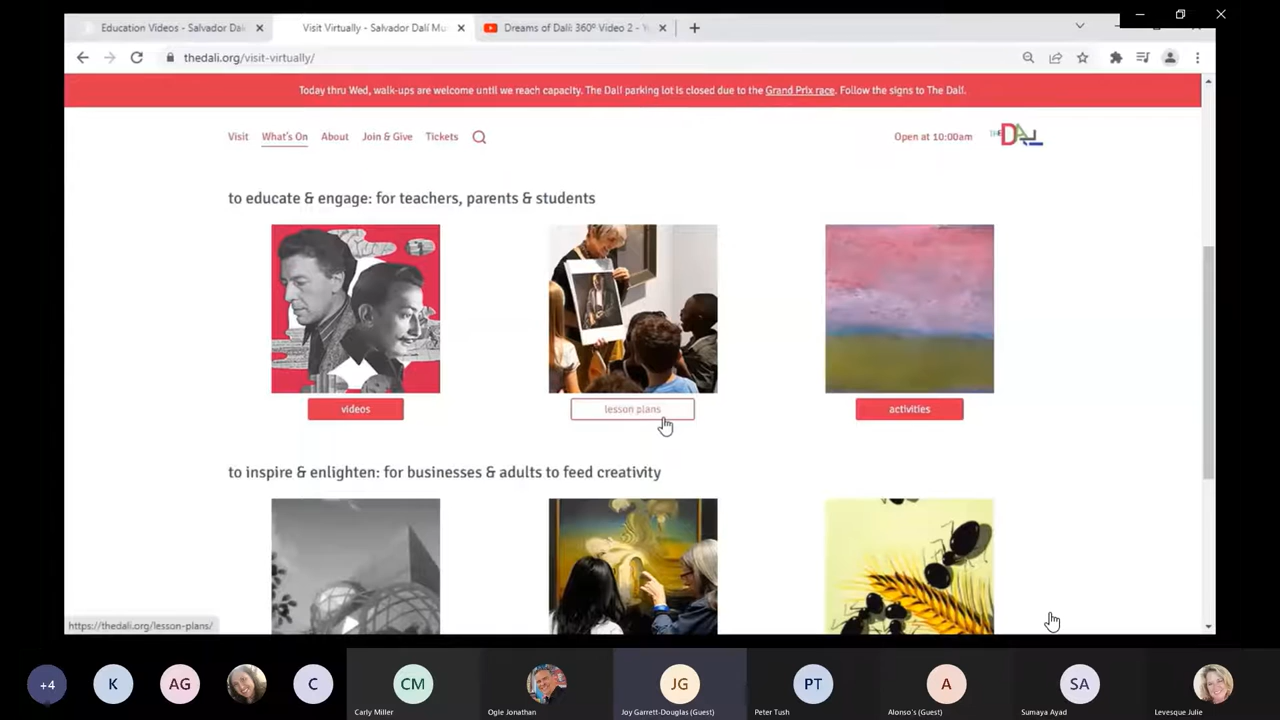 Education Videos - Salvador Dal
Visit Virtually - Salvador Dalí Mu
Dreams of Dalí: 360º Video 2 - Y
thedali.org/visit-virtually/
Today thru Wed, walk-ups are welcome until we reach capacity. The Dalí parking lot is closed due to the Grand Prix race. Follow the signs to The Dalí.
Visit What's On About Join & Give Tickets
Open at 10:00am
THE DALI
to educate & engage: for teachers, parents & students
videos
lesson plans
activities
to inspire & enlighten: for businesses & adults to feed creativity
https://thedali.org/lesson-plans/
+4 K AG C CM JG PT A SA
Carly Miller
Ogle Jonathan
Joy Garrett-Douglas (Guest)
Peter Tush
Alonso's (Guest)
Sumaya Ayad
Levesque Julie